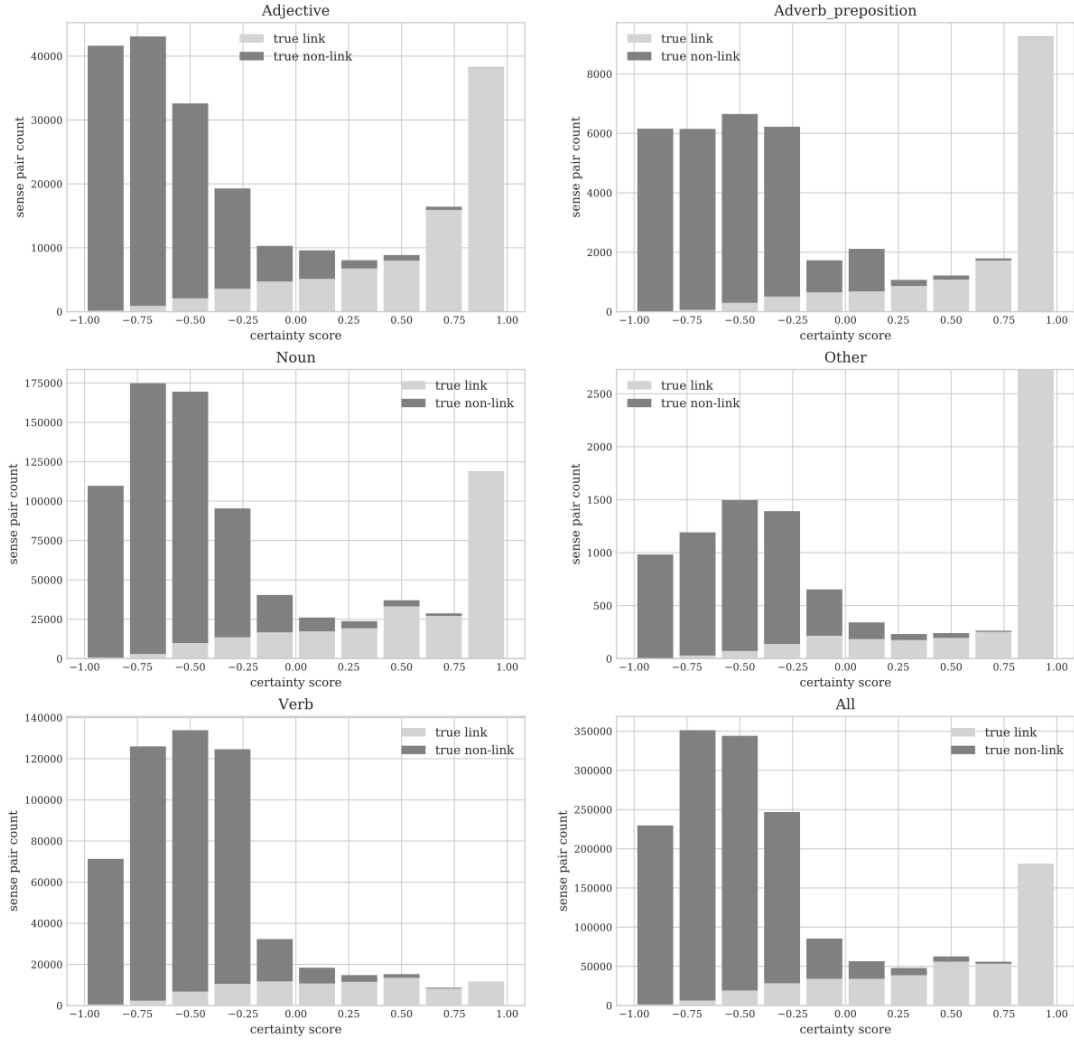 Adjective
40000
30000
20000
10000
0
sense pair count
true link
true non-link
−1.00 −0.75 −0.50 −0.25 0.00 0.25 0.50 0.75 1.00
certainty score
Adverb_preposition
8000
6000
4000
2000
0
sense pair count
true link
true non-link
−1.00 −0.75 −0.50 −0.25 0.00 0.25 0.50 0.75 1.00
certainty score
Noun
175000
150000
125000
100000
75000
50000
25000
0
sense pair count
true link
true non-link
−1.00 −0.75 −0.50 −0.25 0.00 0.25 0.50 0.75 1.00
certainty score
Other
2500
2000
1500
1000
500
0
sense pair count
true link
true non-link
−1.00 −0.75 −0.50 −0.25 0.00 0.25 0.50 0.75 1.00
certainty score
Verb
140000
120000
100000
80000
60000
40000
20000
0
sense pair count
true link
true non-link
−1.00 −0.75 −0.50 −0.25 0.00 0.25 0.50 0.75 1.00
certainty score
All
350000
300000
250000
200000
150000
100000
50000
0
sense pair count
true link
true non-link
−1.00 −0.75 −0.50 −0.25 0.00 0.25 0.50 0.75 1.00
certainty score